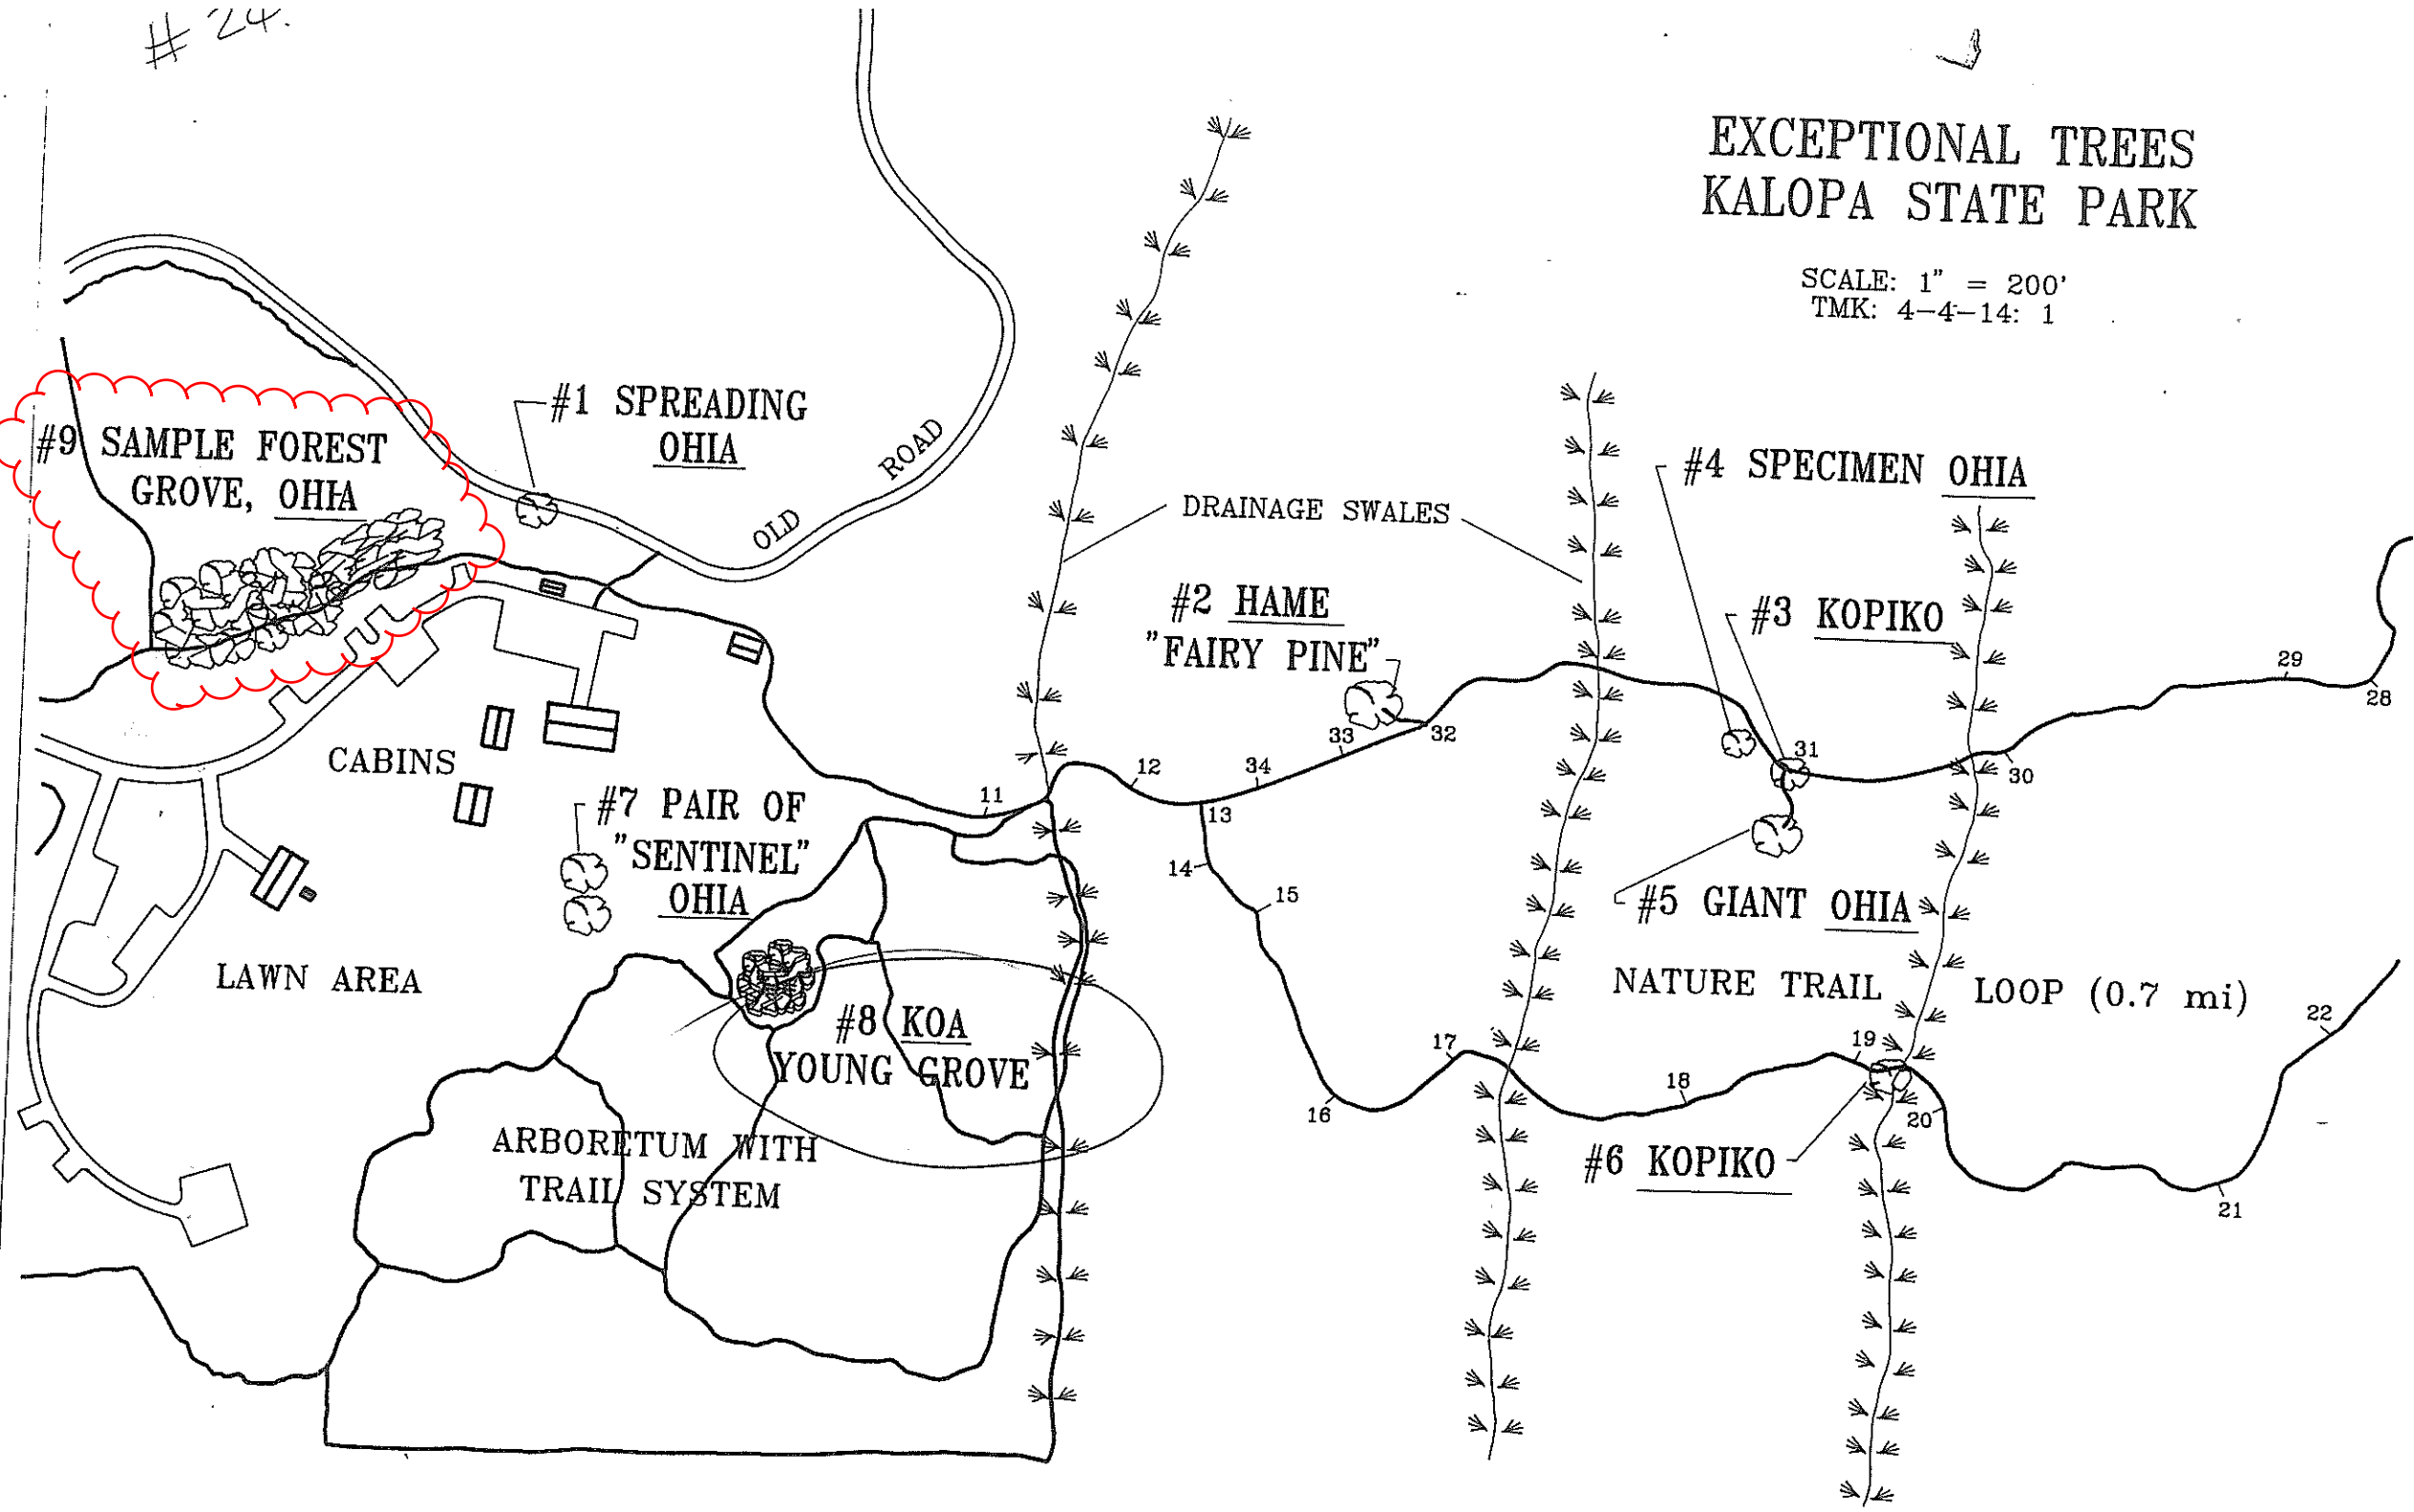 # 24.
EXCEPTIONAL TREES
KALOPA STATE PARK
SCALE: 1" = 200'
TMK: 4-4-14: 1
#1 SPREADING
OHIA
#9 SAMPLE FOREST
GROVE, OHIA
OLD ROAD
DRAINAGE SWALES
#4 SPECIMEN OHIA
#2 HAME
"FAIRY PINE"
#3 KOPIKO
29
28
32
33
31
30
12
34
13
11
CABINS
#7 PAIR OF
"SENTINEL"
OHIA
14
15
#5 GIANT OHIA
LAWN AREA
NATURE TRAIL LOOP (0.7 mi)
#8 KOA
YOUNG GROVE
22
17
19
18
16
20
ARBORETUM WITH
TRAIL SYSTEM
#6 KOPIKO
21